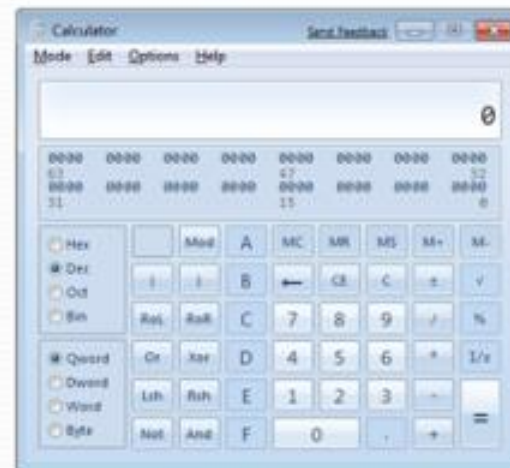 Calculator Send Feedback
Mode Edit Options Help
0
0000 0000 0000 0000 0000 0000 0000 0000
63 47 32
0000 0000 0000 0000 0000 0000 0000 0000
31 15 0
Hex Mod A MC MR MS M+ M-
Dec ( ) B ← CE C ± √
Oct
Bin RoL RoR C 7 8 9 / %
Qword Or Xor D 4 5 6 * 1/x
Dword Lsh Rsh E 1 2 3 - =
Word
Byte Not And F 0 . +